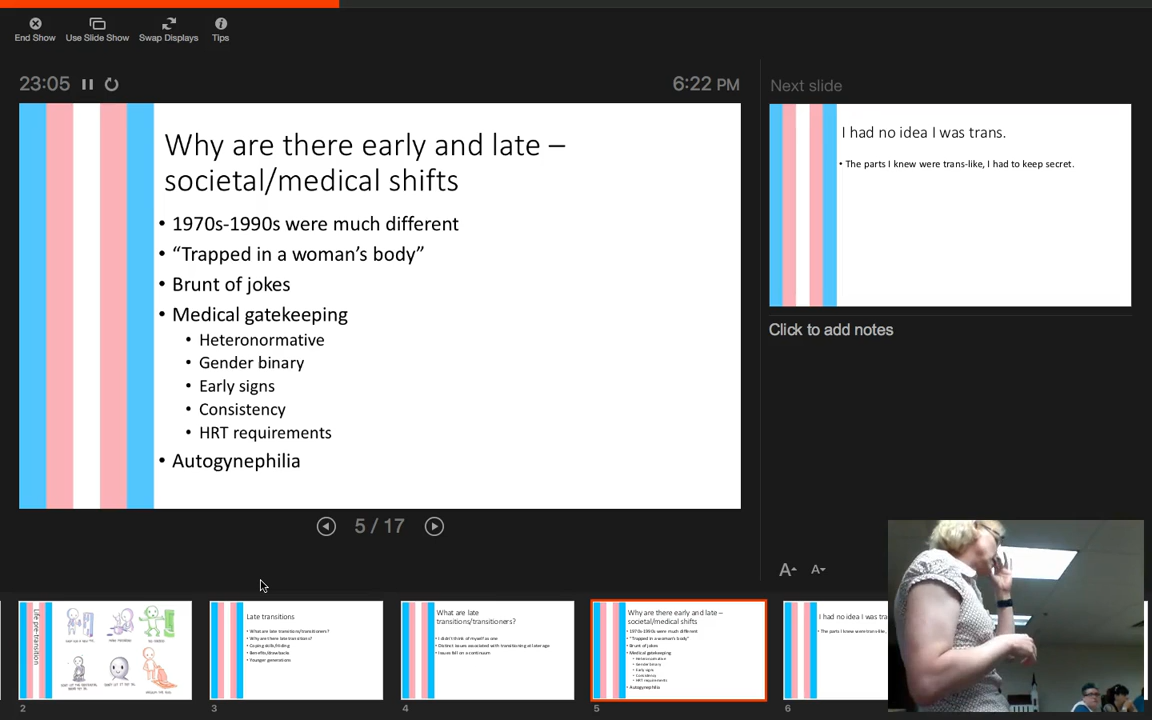 End Show
Use Slide Show
Swap Displays
Tips
23:05
6:22 PM
Why are there early and late –
societal/medical shifts
• 1970s-1990s were much different
• “Trapped in a woman’s body”
• Brunt of jokes
• Medical gatekeeping
• Heteronormative
• Gender binary
• Early signs
• Consistency
• HRT requirements
• Autogynephilia
5 / 17
Next slide
I had no idea I was trans.
• The parts I knew were trans-like, I had to keep secret.
Click to add notes
A
A
Life pre-transition
2
Late transitions
• What are late transitions/transitioners?
• Why are there late transitions?
• Coping skills/hiding
• Benefits/drawbacks
• Younger generations
3
What are late
transitions/transitioners?
• I didn't think of myself as one
• Distinct issues associated with transitioning at later age
• Issues fall on a continuum
4
Why are there early and late –
societal/medical shifts
• 1970s-1990s were much different
• “Trapped in a woman’s body”
• Brunt of jokes
• Medical gatekeeping
• Heteronormative
• Gender binary
• Early signs
• Consistency
• HRT requirements
• Autogynephilia
5
I had no idea I was tra
• The parts I knew were trans-like,
6